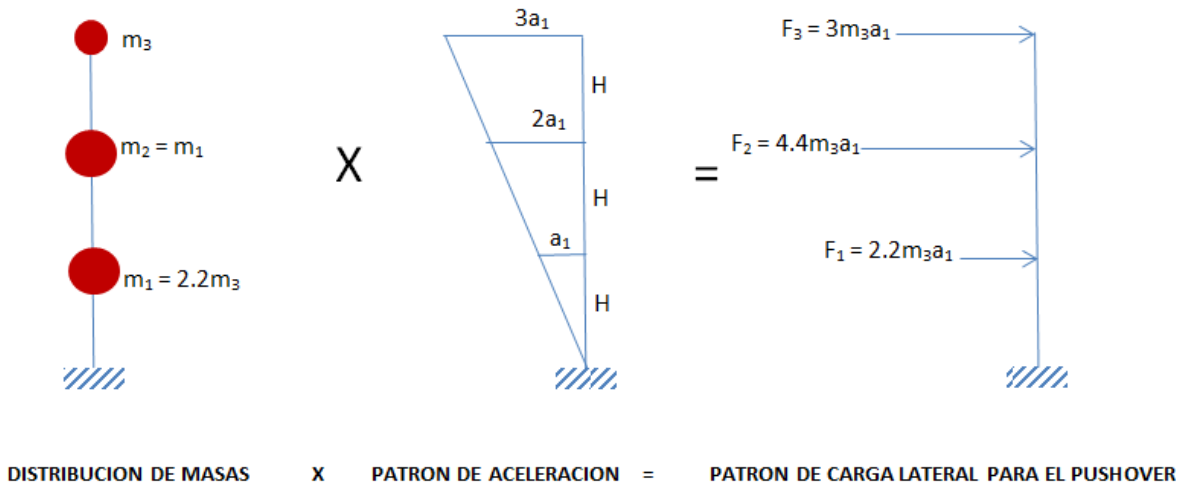 m₃
m₂ = m₁
m₁ = 2.2m₃
X
3a₁
H
2a₁
H
a₁
H
=
F₃ = 3m₃a₁
F₂ = 4.4m₃a₁
F₁ = 2.2m₃a₁
DISTRIBUCION DE MASAS X PATRON DE ACELERACION = PATRON DE CARGA LATERAL PARA EL PUSHOVER